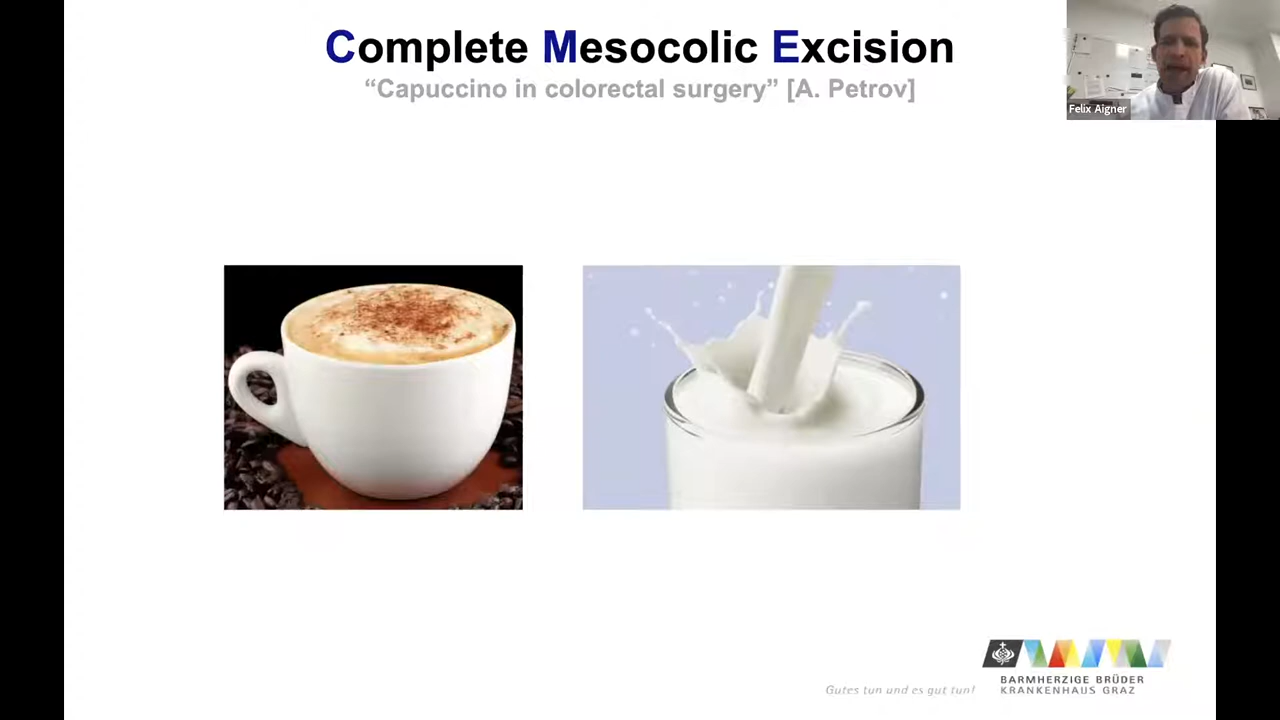 Complete Mesocolic Excision
“Capuccino in colorectal surgery” [A. Petrov]
Felix Aigner
Gutes tun und es gut tun!
BARMHERZIGE BRÜDER
KRANKENHAUS GRAZ